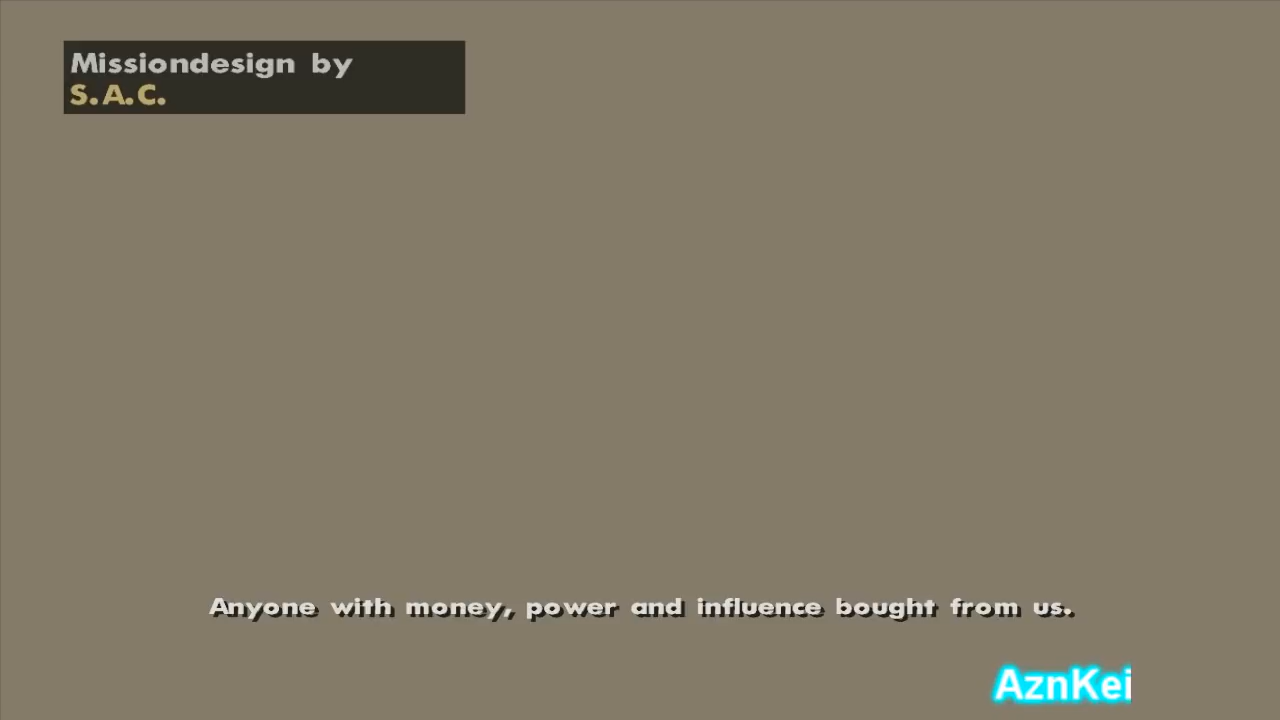 Missiondesign by
S.A.C.
Anyone with money, power and influence bought from us.
AznKei